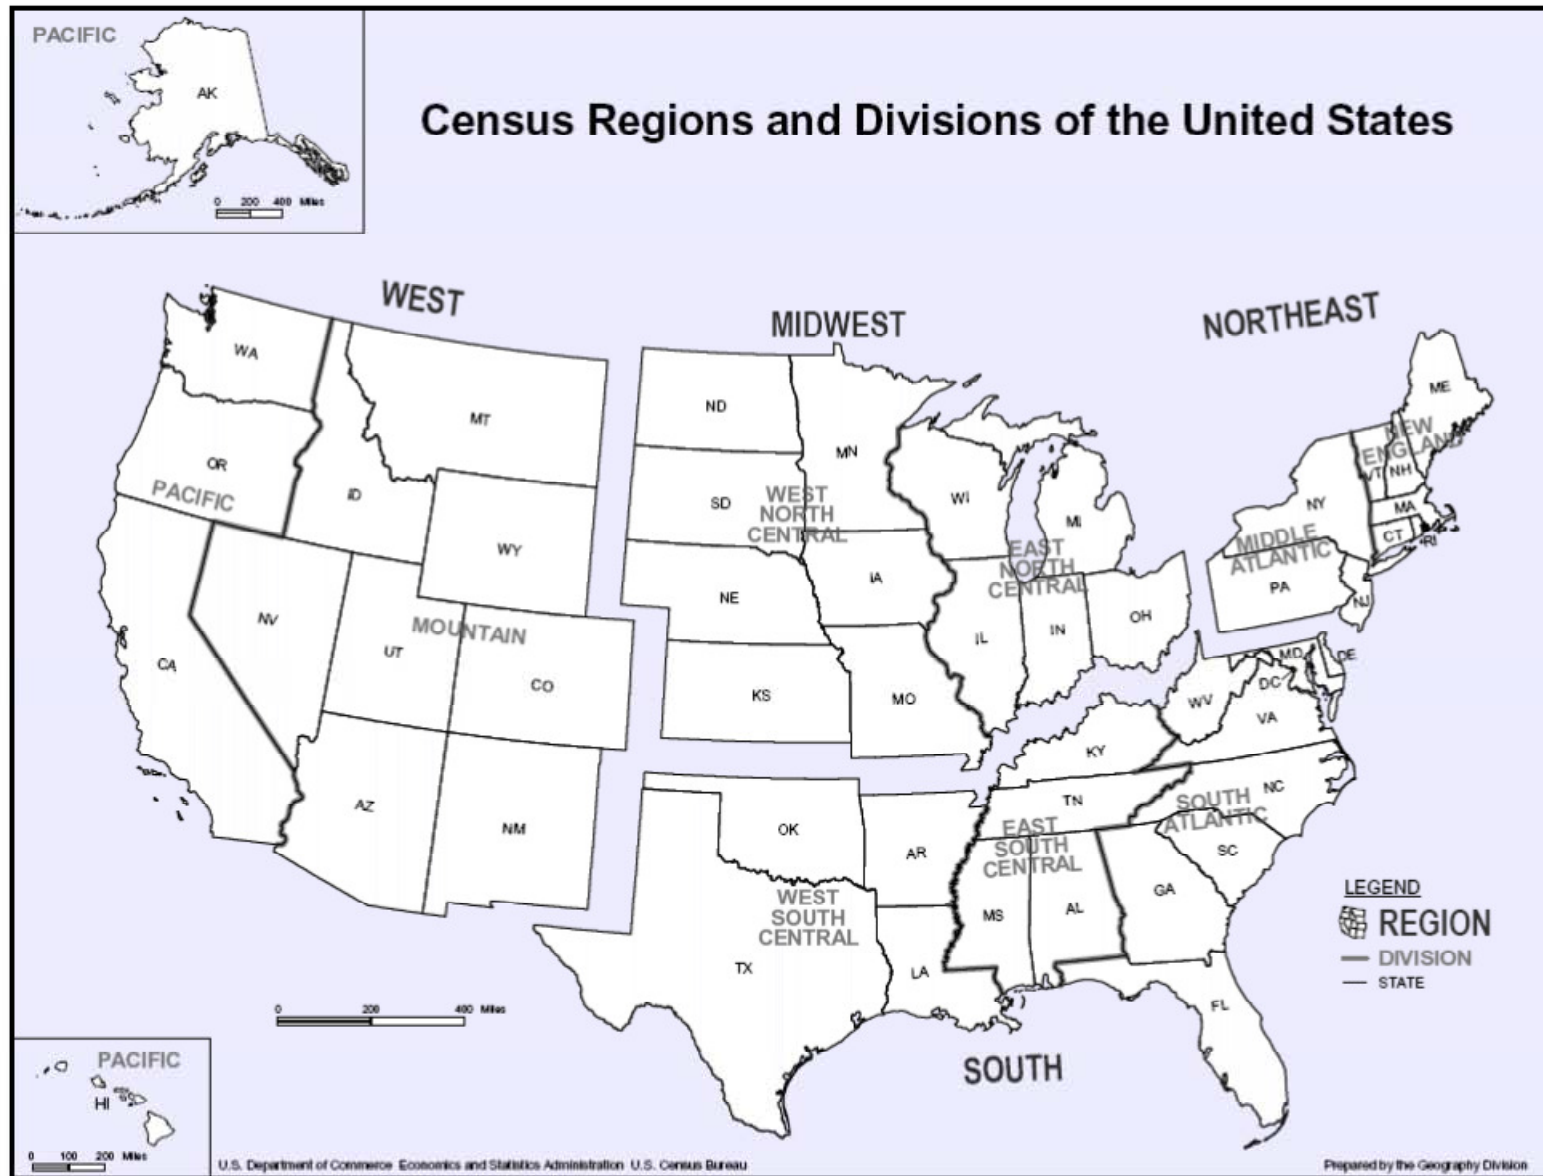 PACIFIC
AK
0 200 400 Miles
Census Regions and Divisions of the United States
WEST
MIDWEST
NORTHEAST
WA
MT
ND
MN
ME
OR
PACIFIC
ID
SD
WEST
NORTH
CENTRAL
WI
MI
NEW
ENGLAND
VT
NH
NY
MA
CT
RI
WY
EAST
NORTH
CENTRAL
MIDDLE
ATLANTIC
IA
NE
PA
NJ
OH
NV
MOUNTAIN
UT
IL
IN
CA
CO
KS
MO
MD
DE
DC
WV
VA
KY
AZ
NM
OK
AR
TN
NC
SOUTH
ATLANTIC
EAST
SOUTH
CENTRAL
SC
GA
MS
AL
WEST
SOUTH
CENTRAL
TX
LA
FL
LEGEND
REGION
DIVISION
STATE
0 200 400 Miles
SOUTH
PACIFIC
HI
0 100 200 Miles
U.S. Department of Commerce Economics and Statistics Administration U.S. Census Bureau
Prepared by the Geography Division